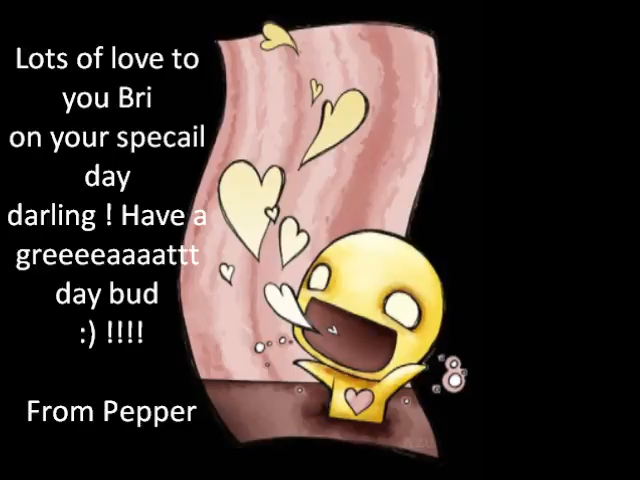 Lots of love to
you Bri
on your specail
day
darling ! Have a
greeeeaaaattt
day bud
:) !!!!
From Pepper